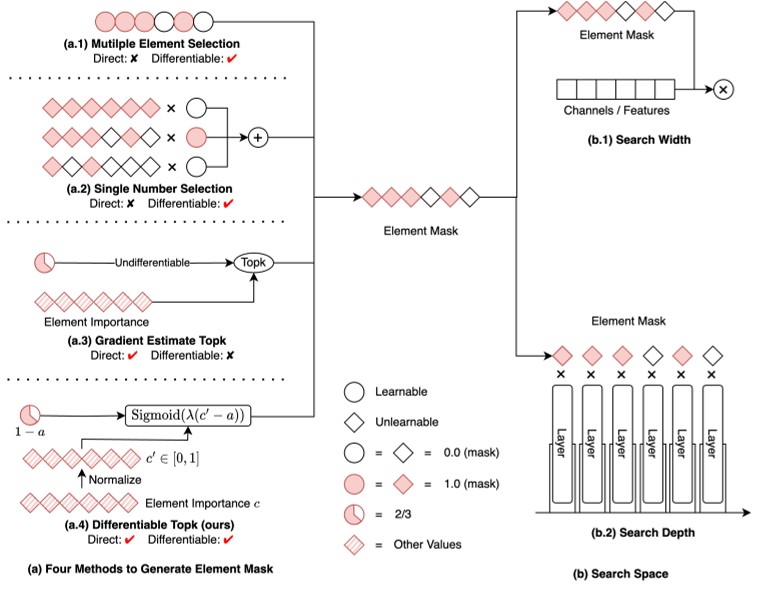 (a.1) Mutilple Element Selection
Direct: ✘ Differentiable: ✔
×
×
+
×
(a.2) Single Number Selection
Direct: ✘ Differentiable: ✔
Undifferentiable
Topk
Element Importance
(a.3) Gradient Estimate Topk
Direct: ✔ Differentiable: ✘
Sigmoid(λ(c′ − a))
1 − a
c′ ∈ [0,1]
Normalize
Element Importance c
(a.4) Differentiable Topk (ours)
Direct: ✔ Differentiable: ✔
(a) Four Methods to Generate Element Mask
Element Mask
Learnable
Unlearnable
= = 0.0 (mask)
= = 1.0 (mask)
= 2/3
= Other Values
Element Mask
×
Channels / Features
(b.1) Search Width
Element Mask
× × × × × ×
Layer Layer Layer Layer Layer Layer
(b.2) Search Depth
(b) Search Space